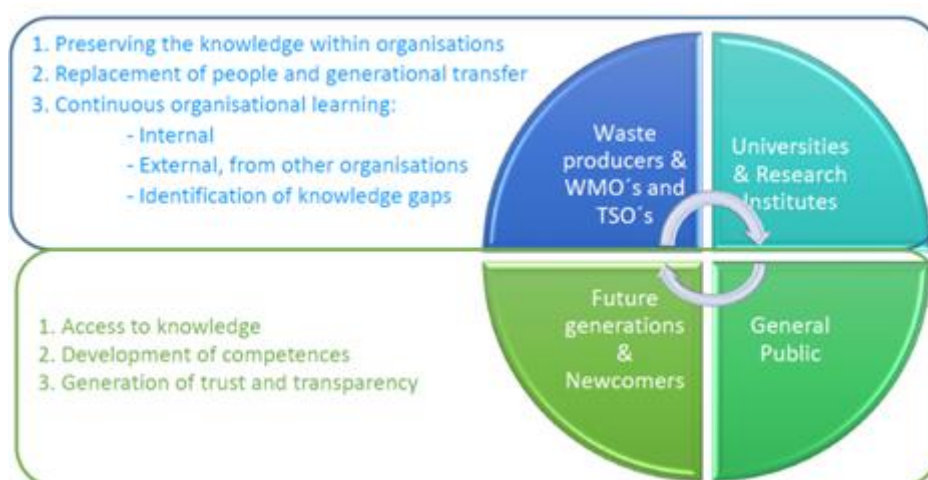 1. Preserving the knowledge within organisations
2. Replacement of people and generational transfer
3. Continuous organisational learning:
- Internal
- External, from other organisations
- Identification of knowledge gaps
Waste
producers &
WMO´s and
TSO´s
Universities
& Research
Institutes
1. Access to knowledge
2. Development of competences
3. Generation of trust and transparency
Future
generations
&
Newcomers
General
Public